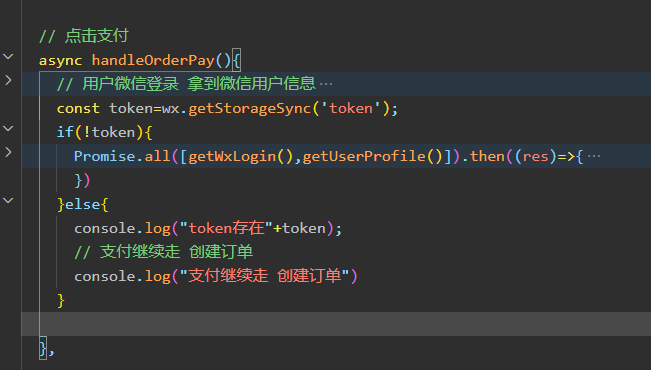 // 点击支付
async handleOrderPay(){
// 用户微信登录 拿到微信用户信息 ···
const token=wx.getStorageSync('token');
if(!token){
Promise.all([getWxLogin(),getUserProfile()]).then((res)=>{ ···
})
}else{
console.log("token存在"+token);
// 支付继续走 创建订单
console.log("支付继续走 创建订单")
}
},